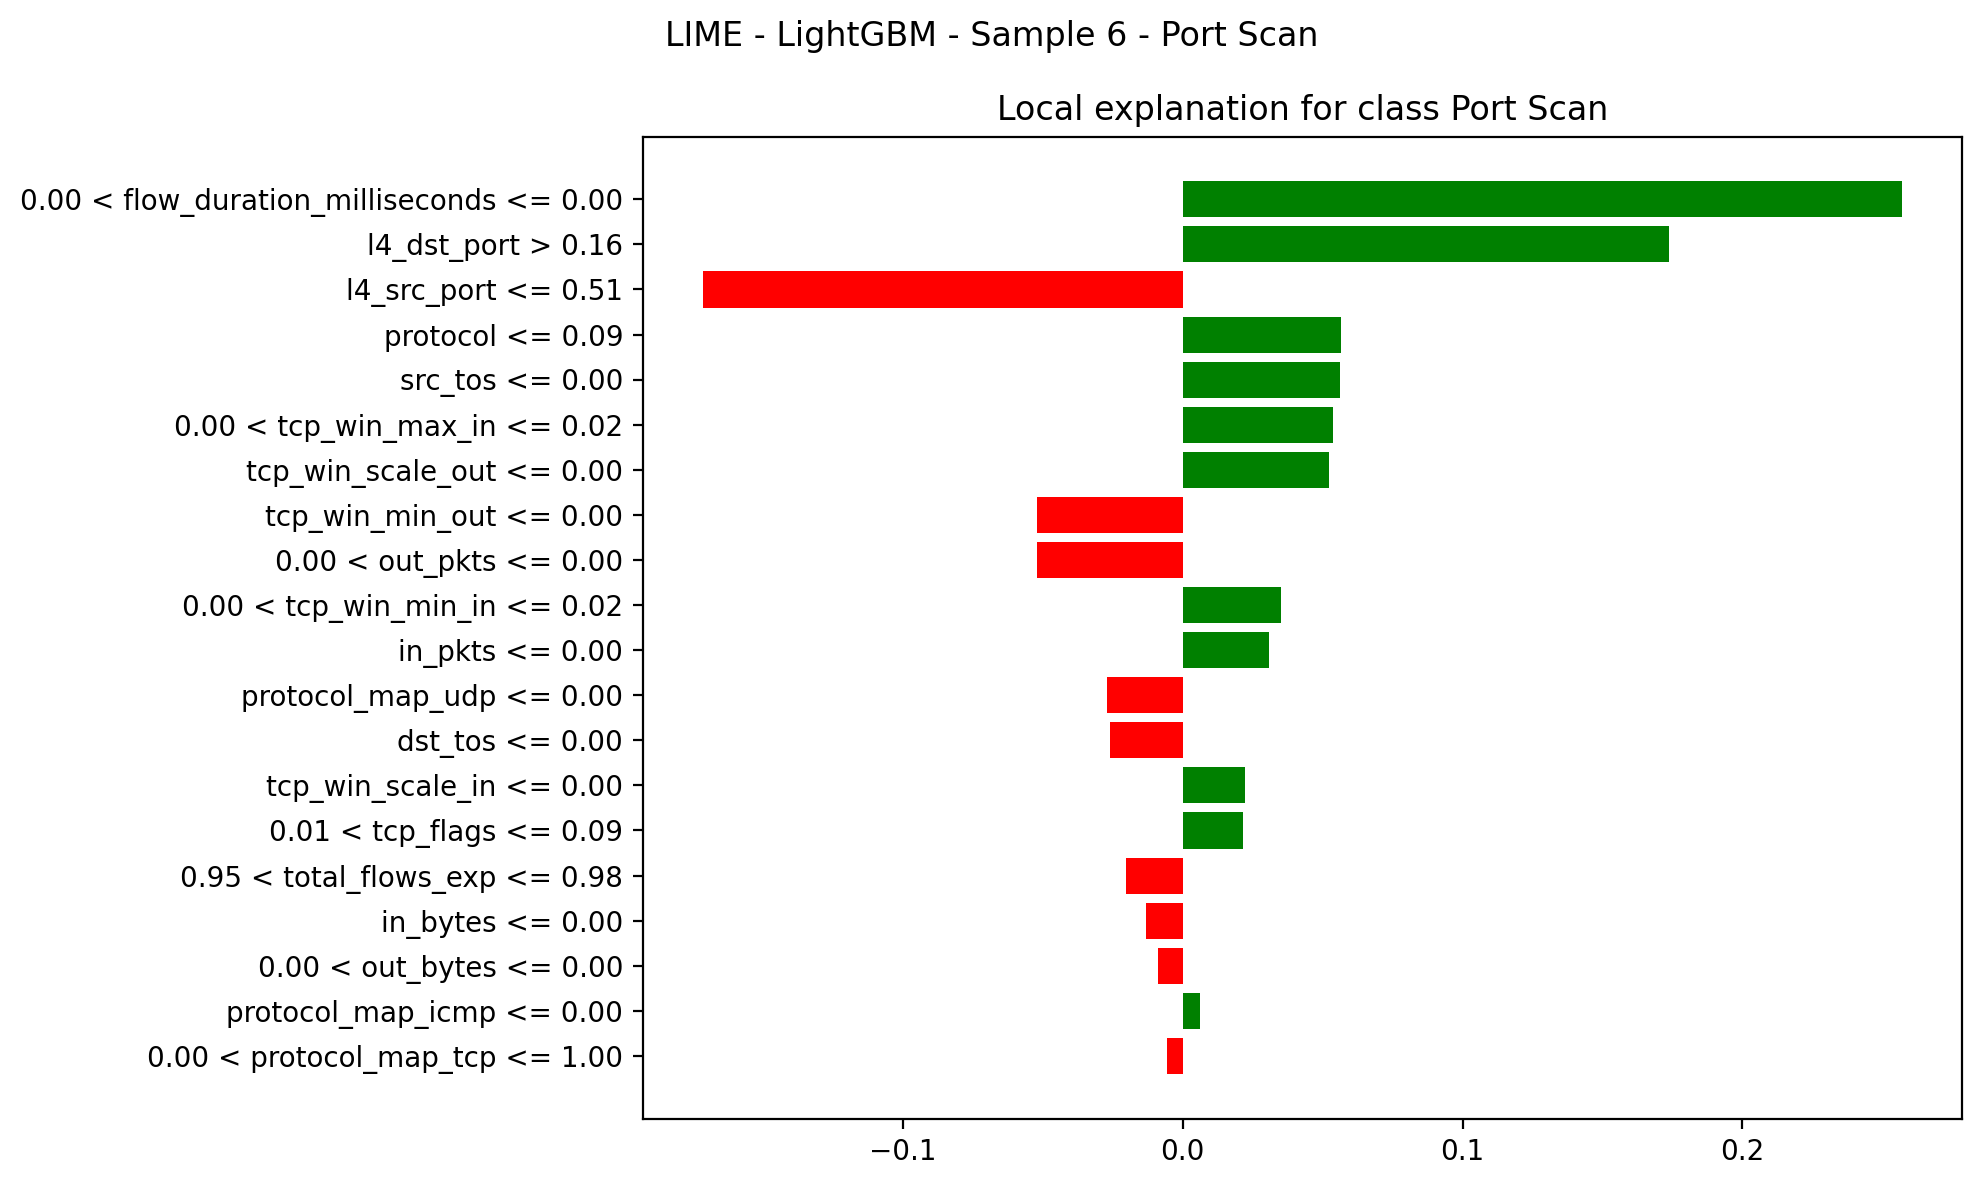 LIME - LightGBM - Sample 6 - Port Scan
Local explanation for class Port Scan
0.00 < flow_duration_milliseconds <= 0.00
l4_dst_port > 0.16
l4_src_port <= 0.51
protocol <= 0.09
src_tos <= 0.00
0.00 < tcp_win_max_in <= 0.02
tcp_win_scale_out <= 0.00
tcp_win_min_out <= 0.00
0.00 < out_pkts <= 0.00
0.00 < tcp_win_min_in <= 0.02
in_pkts <= 0.00
protocol_map_udp <= 0.00
dst_tos <= 0.00
tcp_win_scale_in <= 0.00
0.01 < tcp_flags <= 0.09
0.95 < total_flows_exp <= 0.98
in_bytes <= 0.00
0.00 < out_bytes <= 0.00
protocol_map_icmp <= 0.00
0.00 < protocol_map_tcp <= 1.00
−0.1 0.0 0.1 0.2